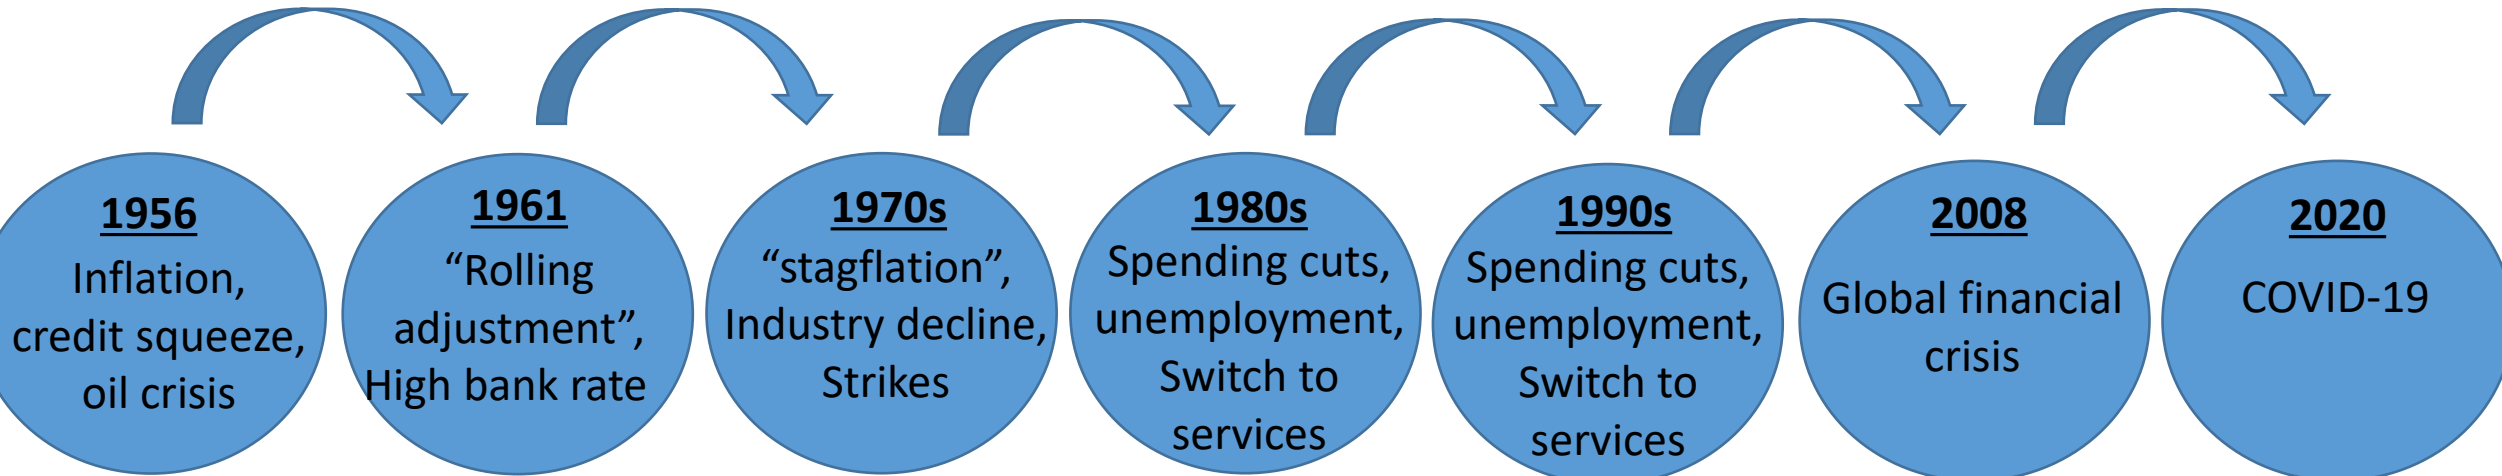 1956
Inflation,
credit squeeze,
oil crisis
1961
“Rolling
adjustment”,
High bank rate
1970s
“stagflation”,
Industry decline,
Strikes
1980s
Spending cuts,
unemployment,
Switch to
services
1990s
Spending cuts,
unemployment,
Switch to
services
2008
Global financial
crisis
2020
COVID-19